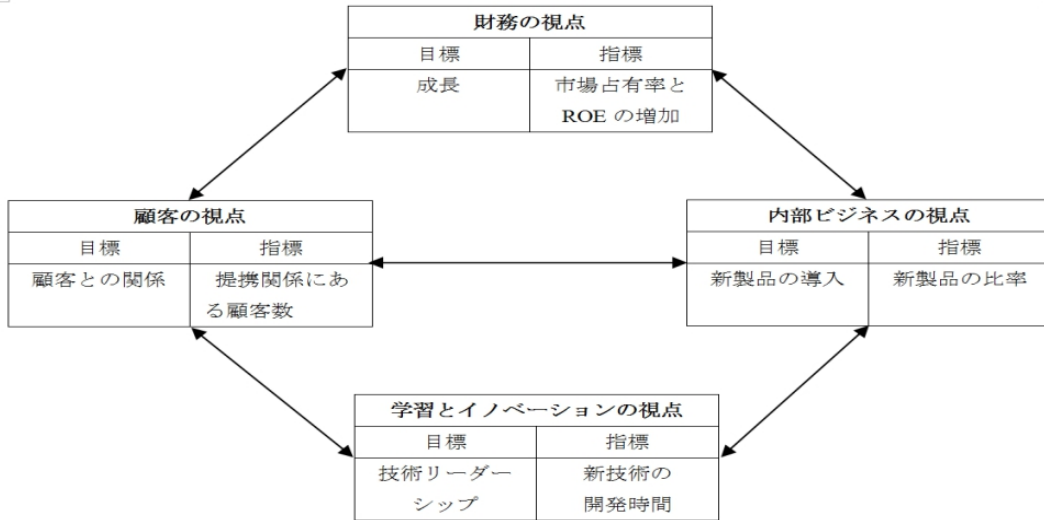 財務の視点
目標 指標
成長 市場占有率と
ROE の増加
顧客の視点
目標 指標
顧客との関係 提携関係にあ
る顧客数
内部ビジネスの視点
目標 指標
新製品の導入 新製品の比率
学習とイノベーションの視点
目標 指標
技術リーダー 新技術の
シップ 開発時間